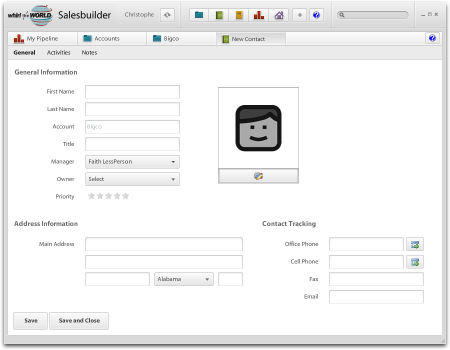 whirl of a WORLD Salesbuilder Christophe
My Pipeline Accounts Bigco New Contact
General Activities Notes
General Information
First Name
Last Name
Account Bigco
Title
Manager Faith LessPerson
Owner Select
Priority
Address Information Contact Tracking
Main Address Office Phone
Cell Phone
Alabama Fax
Email
Save Save and Close